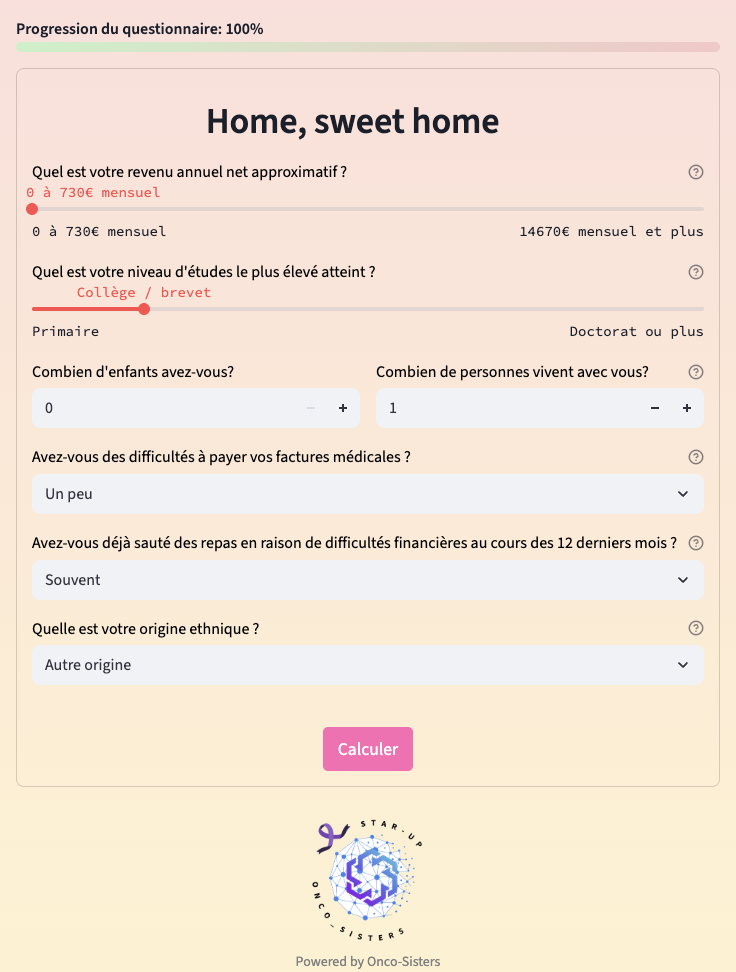 Progression du questionnaire: 100%
Home, sweet home
Quel est votre revenu annuel net approximatif ?
0 à 730€ mensuel
0 à 730€ mensuel 14670€ mensuel et plus
Quel est votre niveau d'études le plus élevé atteint ?
Collège / brevet
Primaire Doctorat ou plus
Combien d'enfants avez-vous? Combien de personnes vivent avec vous?
0 1
Avez-vous des difficultés à payer vos factures médicales ?
Un peu
Avez-vous déjà sauté des repas en raison de difficultés financières au cours des 12 derniers mois ?
Souvent
Quelle est votre origine ethnique ?
Autre origine
Calculer
START-UP
ONCO-SISTERS
Powered by Onco-Sisters